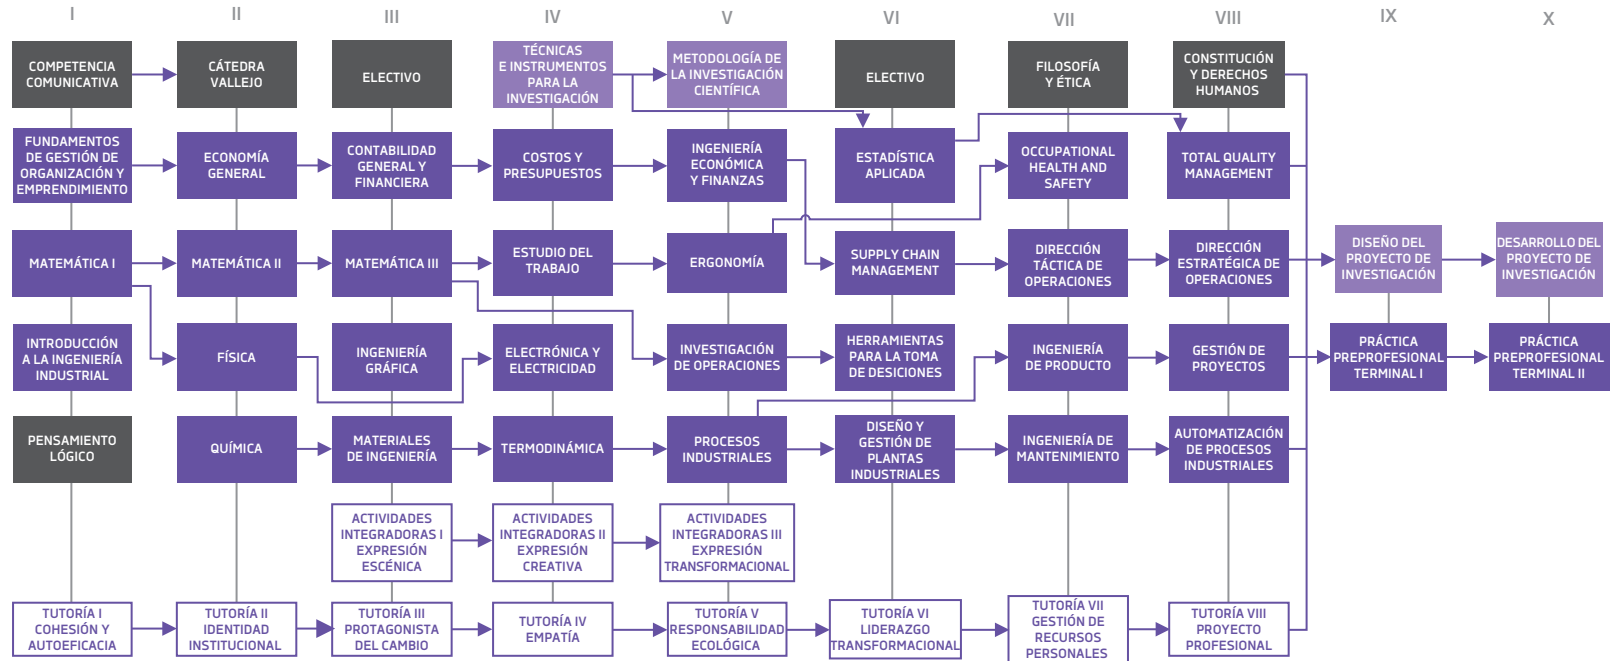 I
II
III
IV
V
VI
VII
VIII
IX
X
COMPETENCIA
COMUNICATIVA
CÁTEDRA
VALLEJO
ELECTIVO
TÉCNICAS
E INSTRUMENTOS
PARA LA
INVESTIGACIÓN
METODOLOGÍA DE
LA INVESTIGACIÓN
CIENTÍFICA
ELECTIVO
FILOSOFÍA
Y ÉTICA
CONSTITUCIÓN
Y DERECHOS
HUMANOS
FUNDAMENTOS
DE GESTIÓN DE
ORGANIZACIÓN Y
EMPRENDIMIENTO
ECONOMÍA
GENERAL
CONTABILIDAD
GENERAL Y
FINANCIERA
COSTOS Y
PRESUPUESTOS
INGENIERÍA
ECONÓMICA
Y FINANZAS
ESTADÍSTICA
APLICADA
OCCUPATIONAL
HEALTH AND
SAFETY
TOTAL QUALITY
MANAGEMENT
MATEMÁTICA I
MATEMÁTICA II
MATEMÁTICA III
ESTUDIO DEL
TRABAJO
ERGONOMÍA
SUPPLY CHAIN
MANAGEMENT
DIRECCIÓN
TÁCTICA DE
OPERACIONES
DIRECCIÓN
ESTRATÉGICA DE
OPERACIONES
DISEÑO DEL
PROYECTO DE
INVESTIGACIÓN
DESARROLLO DEL
PROYECTO DE
INVESTIGACIÓN
INTRODUCCIÓN
A LA INGENIERÍA
INDUSTRIAL
FÍSICA
INGENIERÍA
GRÁFICA
ELECTRÓNICA Y
ELECTRICIDAD
INVESTIGACIÓN
DE OPERACIONES
HERRAMIENTAS
PARA LA TOMA
DE DESICIONES
INGENIERÍA
DE PRODUCTO
GESTIÓN DE
PROYECTOS
PRÁCTICA
PREPROFESIONAL
TERMINAL I
PRÁCTICA
PREPROFESIONAL
TERMINAL II
PENSAMIENTO
LÓGICO
QUÍMICA
MATERIALES
DE INGENIERÍA
TERMODINÁMICA
PROCESOS
INDUSTRIALES
DISEÑO Y
GESTIÓN DE
PLANTAS
INDUSTRIALES
INGENIERÍA DE
MANTENIMIENTO
AUTOMATIZACIÓN
DE PROCESOS
INDUSTRIALES
ACTIVIDADES
INTEGRADORAS I
EXPRESIÓN
ESCÉNICA
ACTIVIDADES
INTEGRADORAS II
EXPRESIÓN
CREATIVA
ACTIVIDADES
INTEGRADORAS III
EXPRESIÓN
TRANSFORMACIONAL
TUTORÍA I
COHESIÓN Y
AUTOEFICACIA
TUTORÍA II
IDENTIDAD
INSTITUCIONAL
TUTORÍA III
PROTAGONISTA
DEL CAMBIO
TUTORÍA IV
EMPATÍA
TUTORÍA V
RESPONSABILIDAD
ECOLÓGICA
TUTORÍA VI
LIDERAZGO
TRANSFORMACIONAL
TUTORÍA VII
GESTIÓN DE
RECURSOS
PERSONALES
TUTORÍA VIII
PROYECTO
PROFESIONAL